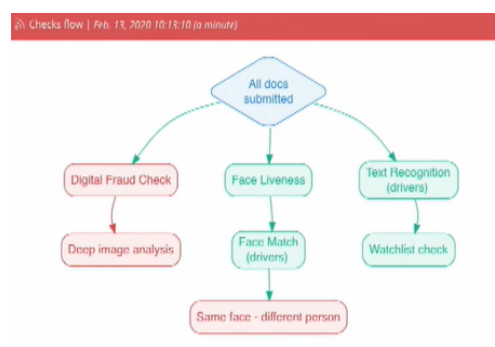 Checks flow | Feb. 13, 2020 10:13:10 (a minute)
All docs
submitted
Digital Fraud Check
Face Liveness
Text Recognition
(drivers)
Deep image analysis
Face Match
(drivers)
Watchlist check
Same face - different person